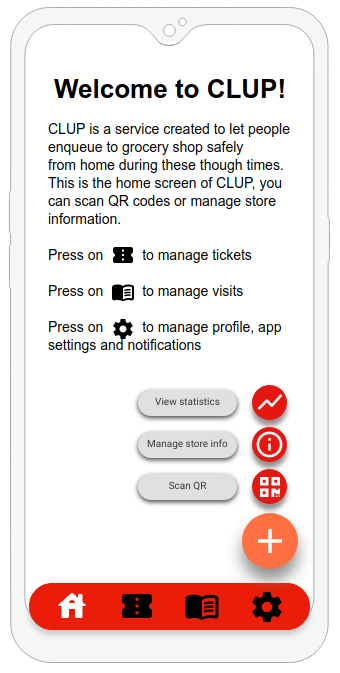 Welcome to CLUP!
CLUP is a service created to let people
enqueue to grocery shop safely
from home during these though times.
This is the home screen of CLUP, you
can scan QR codes or manage store
information.
Press on to manage tickets
Press on to manage visits
Press on to manage profile, app
settings and notifications
View statistics
Manage store info
Scan QR